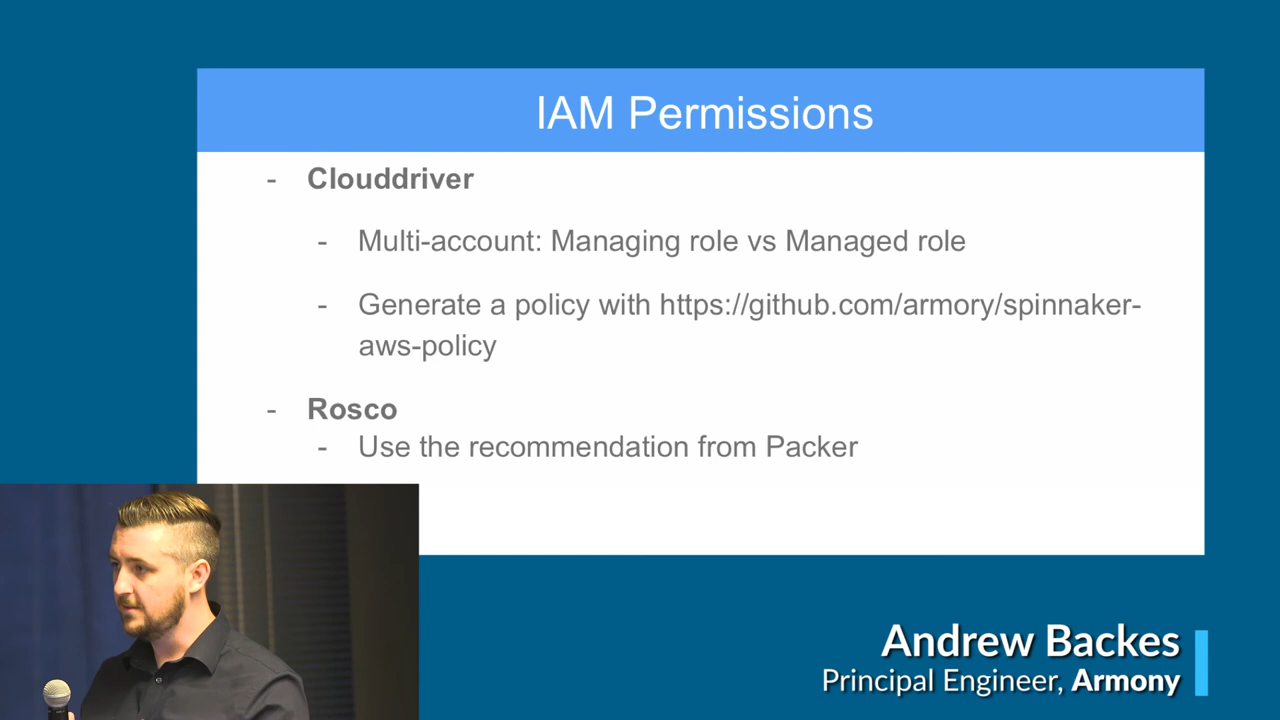 IAM Permissions
- Clouddriver
- Multi-account: Managing role vs Managed role
- Generate a policy with https://github.com/armory/spinnaker-
aws-policy
- Rosco
- Use the recommendation from Packer
Andrew Backes
Principal Engineer, Armony